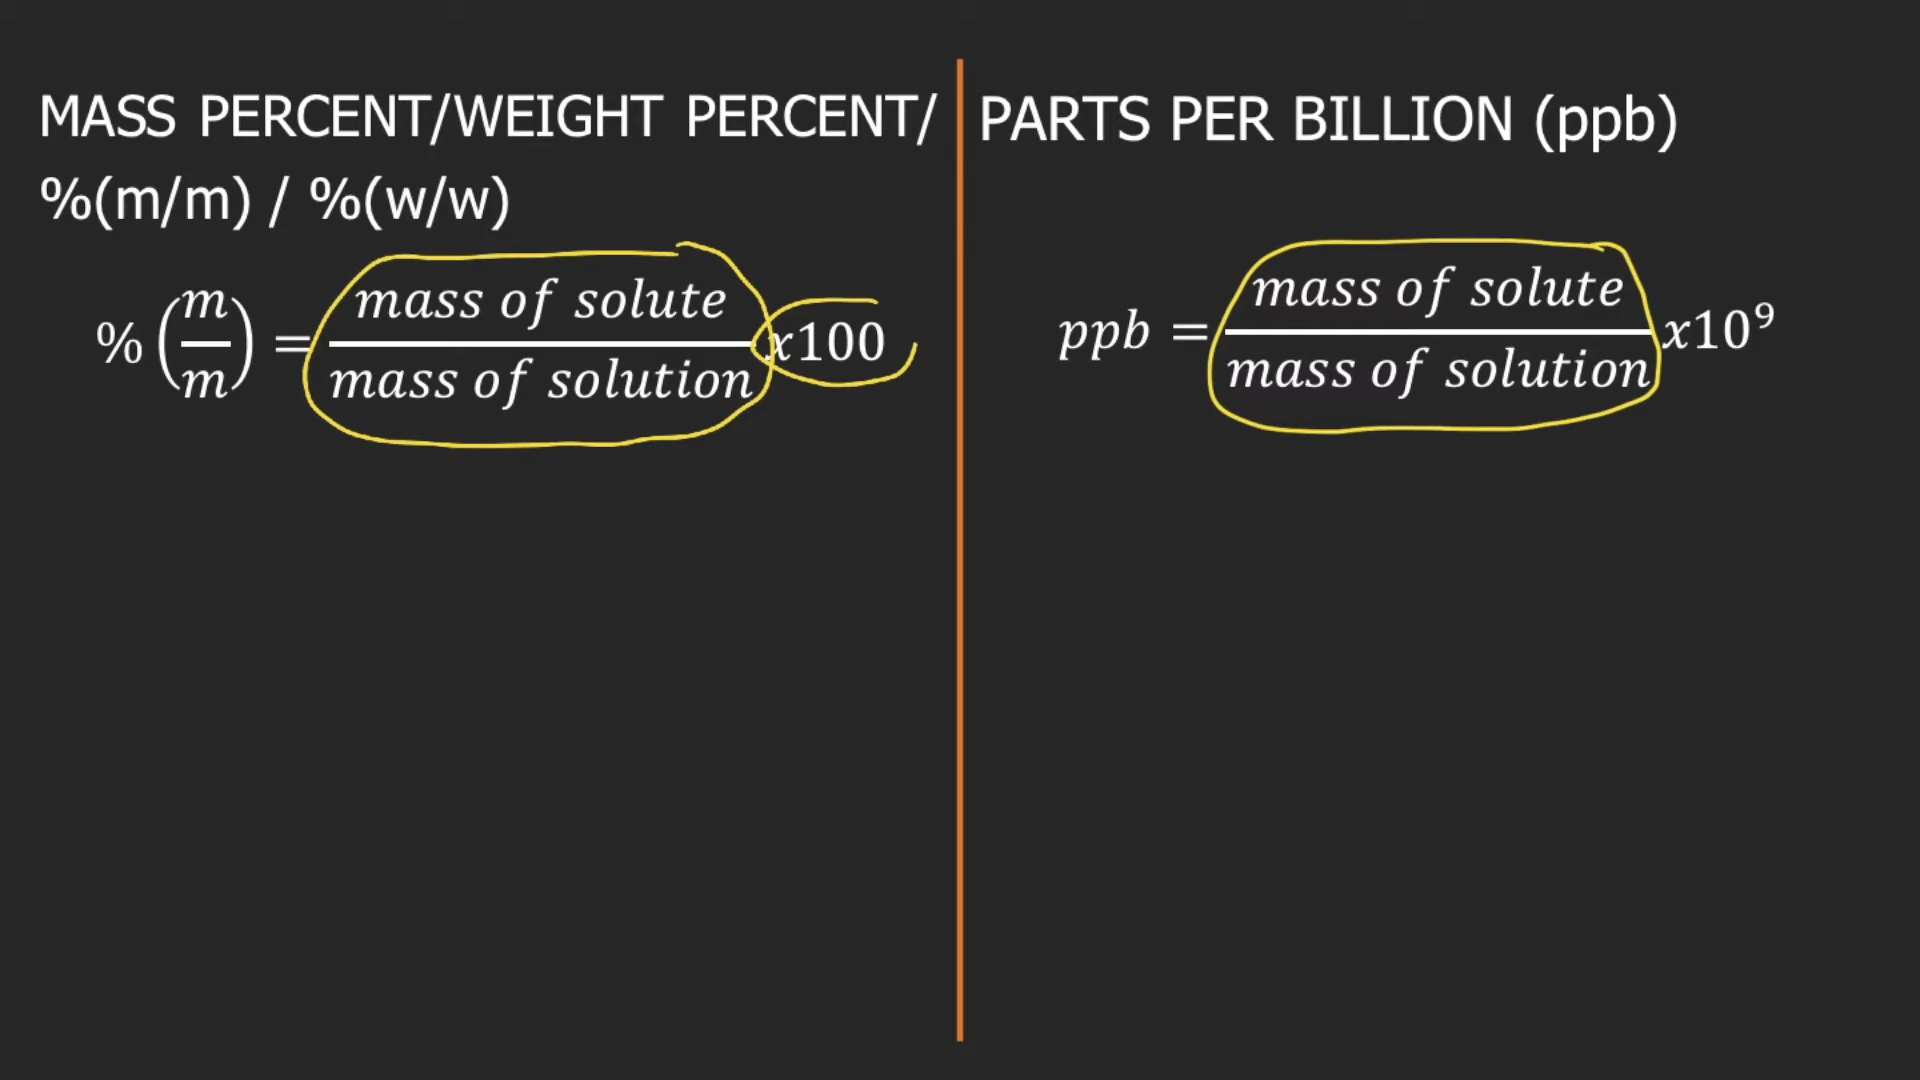 MASS PERCENT/WEIGHT PERCENT/
%(m/m) / %(w/w)
% (m/m) = mass of solute / mass of solution x100
PARTS PER BILLION (ppb)
ppb = mass of solute / mass of solution x10⁹